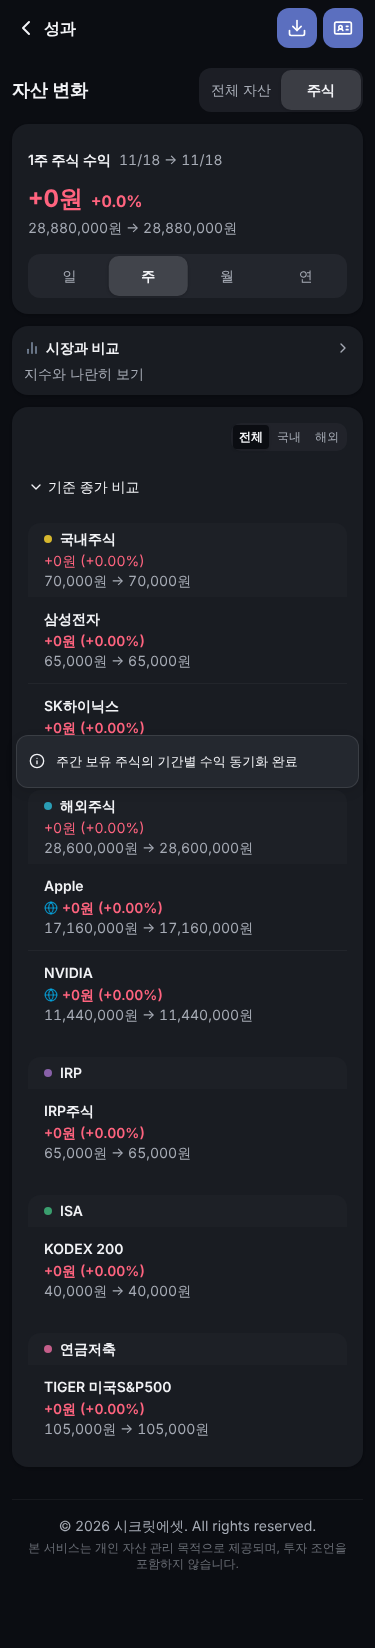 성과
자산 변화
전체 자산 주식
1주 주식 수익 11/18 → 11/18
+0원 +0.0%
28,880,000원 → 28,880,000원
일 주 월 연
시장과 비교
지수와 나란히 보기
전체 국내 해외
기준 종가 비교
국내주식
+0원 (+0.00%)
70,000원 → 70,000원
삼성전자
+0원 (+0.00%)
65,000원 → 65,000원
SK하이닉스
+0원 (+0.00%)
주간 보유 주식의 기간별 수익 동기화 완료
해외주식
+0원 (+0.00%)
28,600,000원 → 28,600,000원
Apple
+0원 (+0.00%)
17,160,000원 → 17,160,000원
NVIDIA
+0원 (+0.00%)
11,440,000원 → 11,440,000원
IRP
IRP주식
+0원 (+0.00%)
65,000원 → 65,000원
ISA
KODEX 200
+0원 (+0.00%)
40,000원 → 40,000원
연금저축
TIGER 미국S&P500
+0원 (+0.00%)
105,000원 → 105,000원
© 2026 시크릿에셋. All rights reserved.
본 서비스는 개인 자산 관리 목적으로 제공되며, 투자 조언을
포함하지 않습니다.